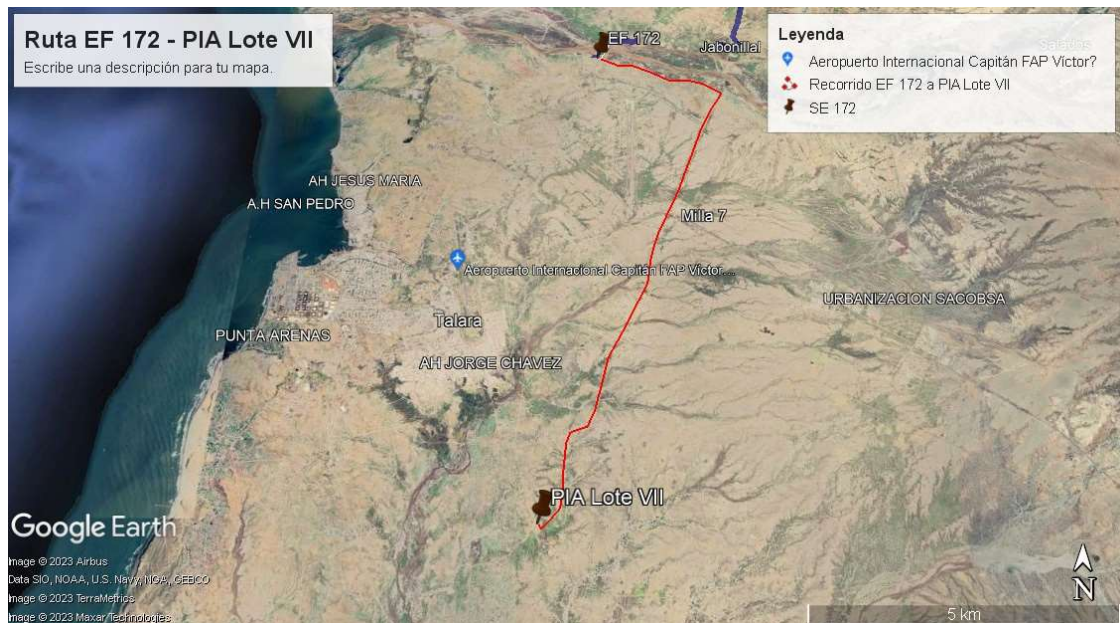 Ruta EF 172 - PIA Lote VII
Escribe una descripción para tu mapa.
Leyenda
Aeropuerto Internacional Capitán FAP Víctor?
Recorrido EF 172 a PIA Lote VII
SE 172
EF 172
Jabonillal
Salados
AH JESUS MARIA
A.H SAN PEDRO
Milla 7
Aeropuerto Internacional Capitán FAP Víctor....
URBANIZACION SACOBSA
Talara
PUNTA ARENAS
AH JORGE CHAVEZ
PIA Lote VII
Google Earth
Image © 2023 Airbus
Data SIO, NOAA, U.S. Navy, NGA, GEBCO
Image © 2023 TerraMetrics
Image © 2023 Maxar Technologies
N
5 km